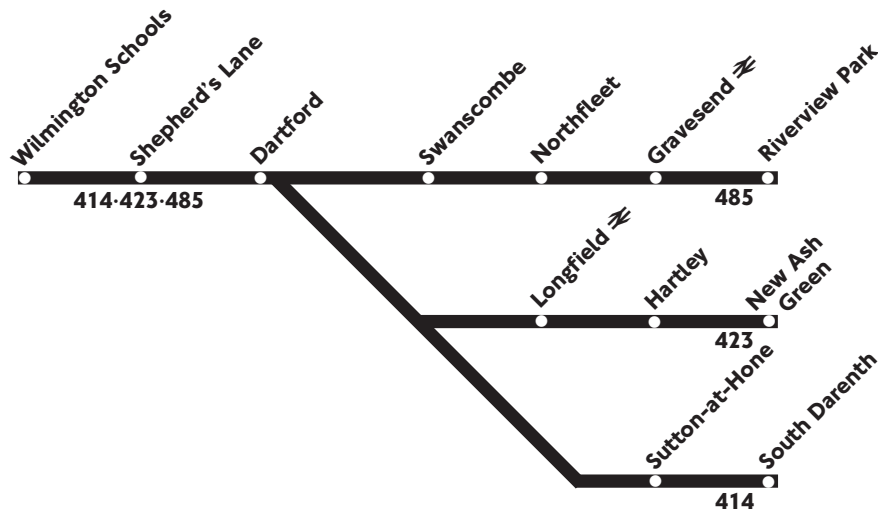 Wilmington Schools
Shepherd's Lane
Dartford
Swanscombe
Northfleet
Gravesend
Riverview Park
414·423·485
485
Longfield
Hartley
New Ash
Green
423
Sutton-at-Hone
South Darenth
414